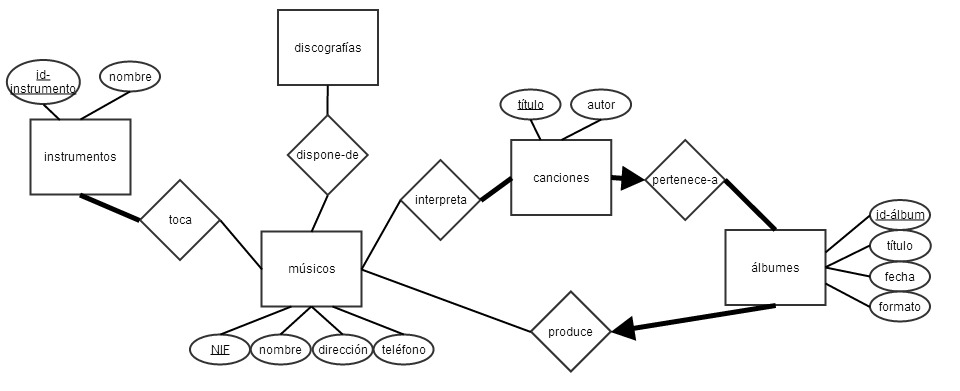 discografías
id-
instrumento
nombre
título
autor
instrumentos
dispone-de
canciones
pertenece-a
interpreta
toca
id-álbum
título
fecha
formato
músicos
álbumes
produce
NIF
nombre
dirección
teléfono